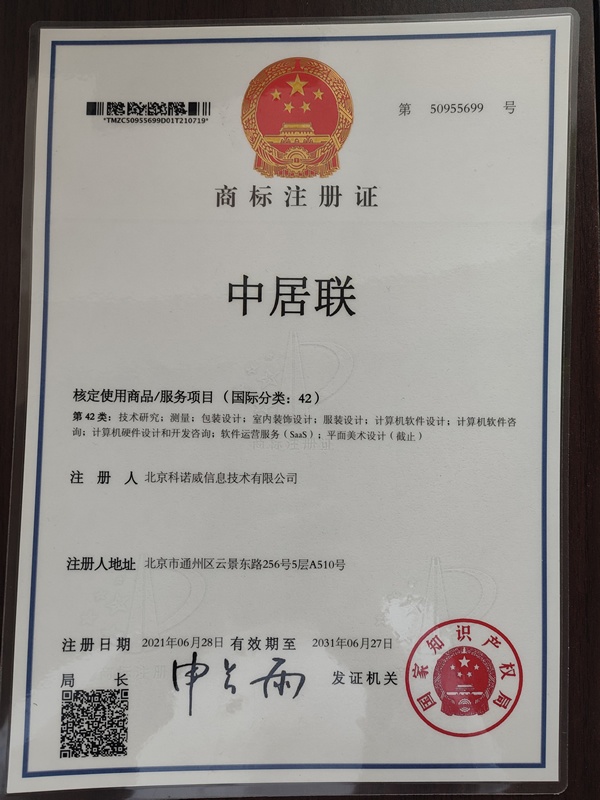 *TMZC50955699D01T210719*
第 50955699 号
商标注册证
中居联
核定使用商品/服务项目（国际分类：42）
第42类：技术研究；测量；包装设计；室内装饰设计；服装设计；计算机软件设计；计算机软件咨
询；计算机硬件设计和开发咨询；软件运营服务（SaaS）；平面美术设计（截止）
商标注册证
注 册 人 北京科诺威信息技术有限公司
注册人地址 北京市通州区云景东路256号5层A510号
注册日期 2021年06月28日 有效期至 2031年06月27日
局 长 申长雨 发证机关
国家知识产权局